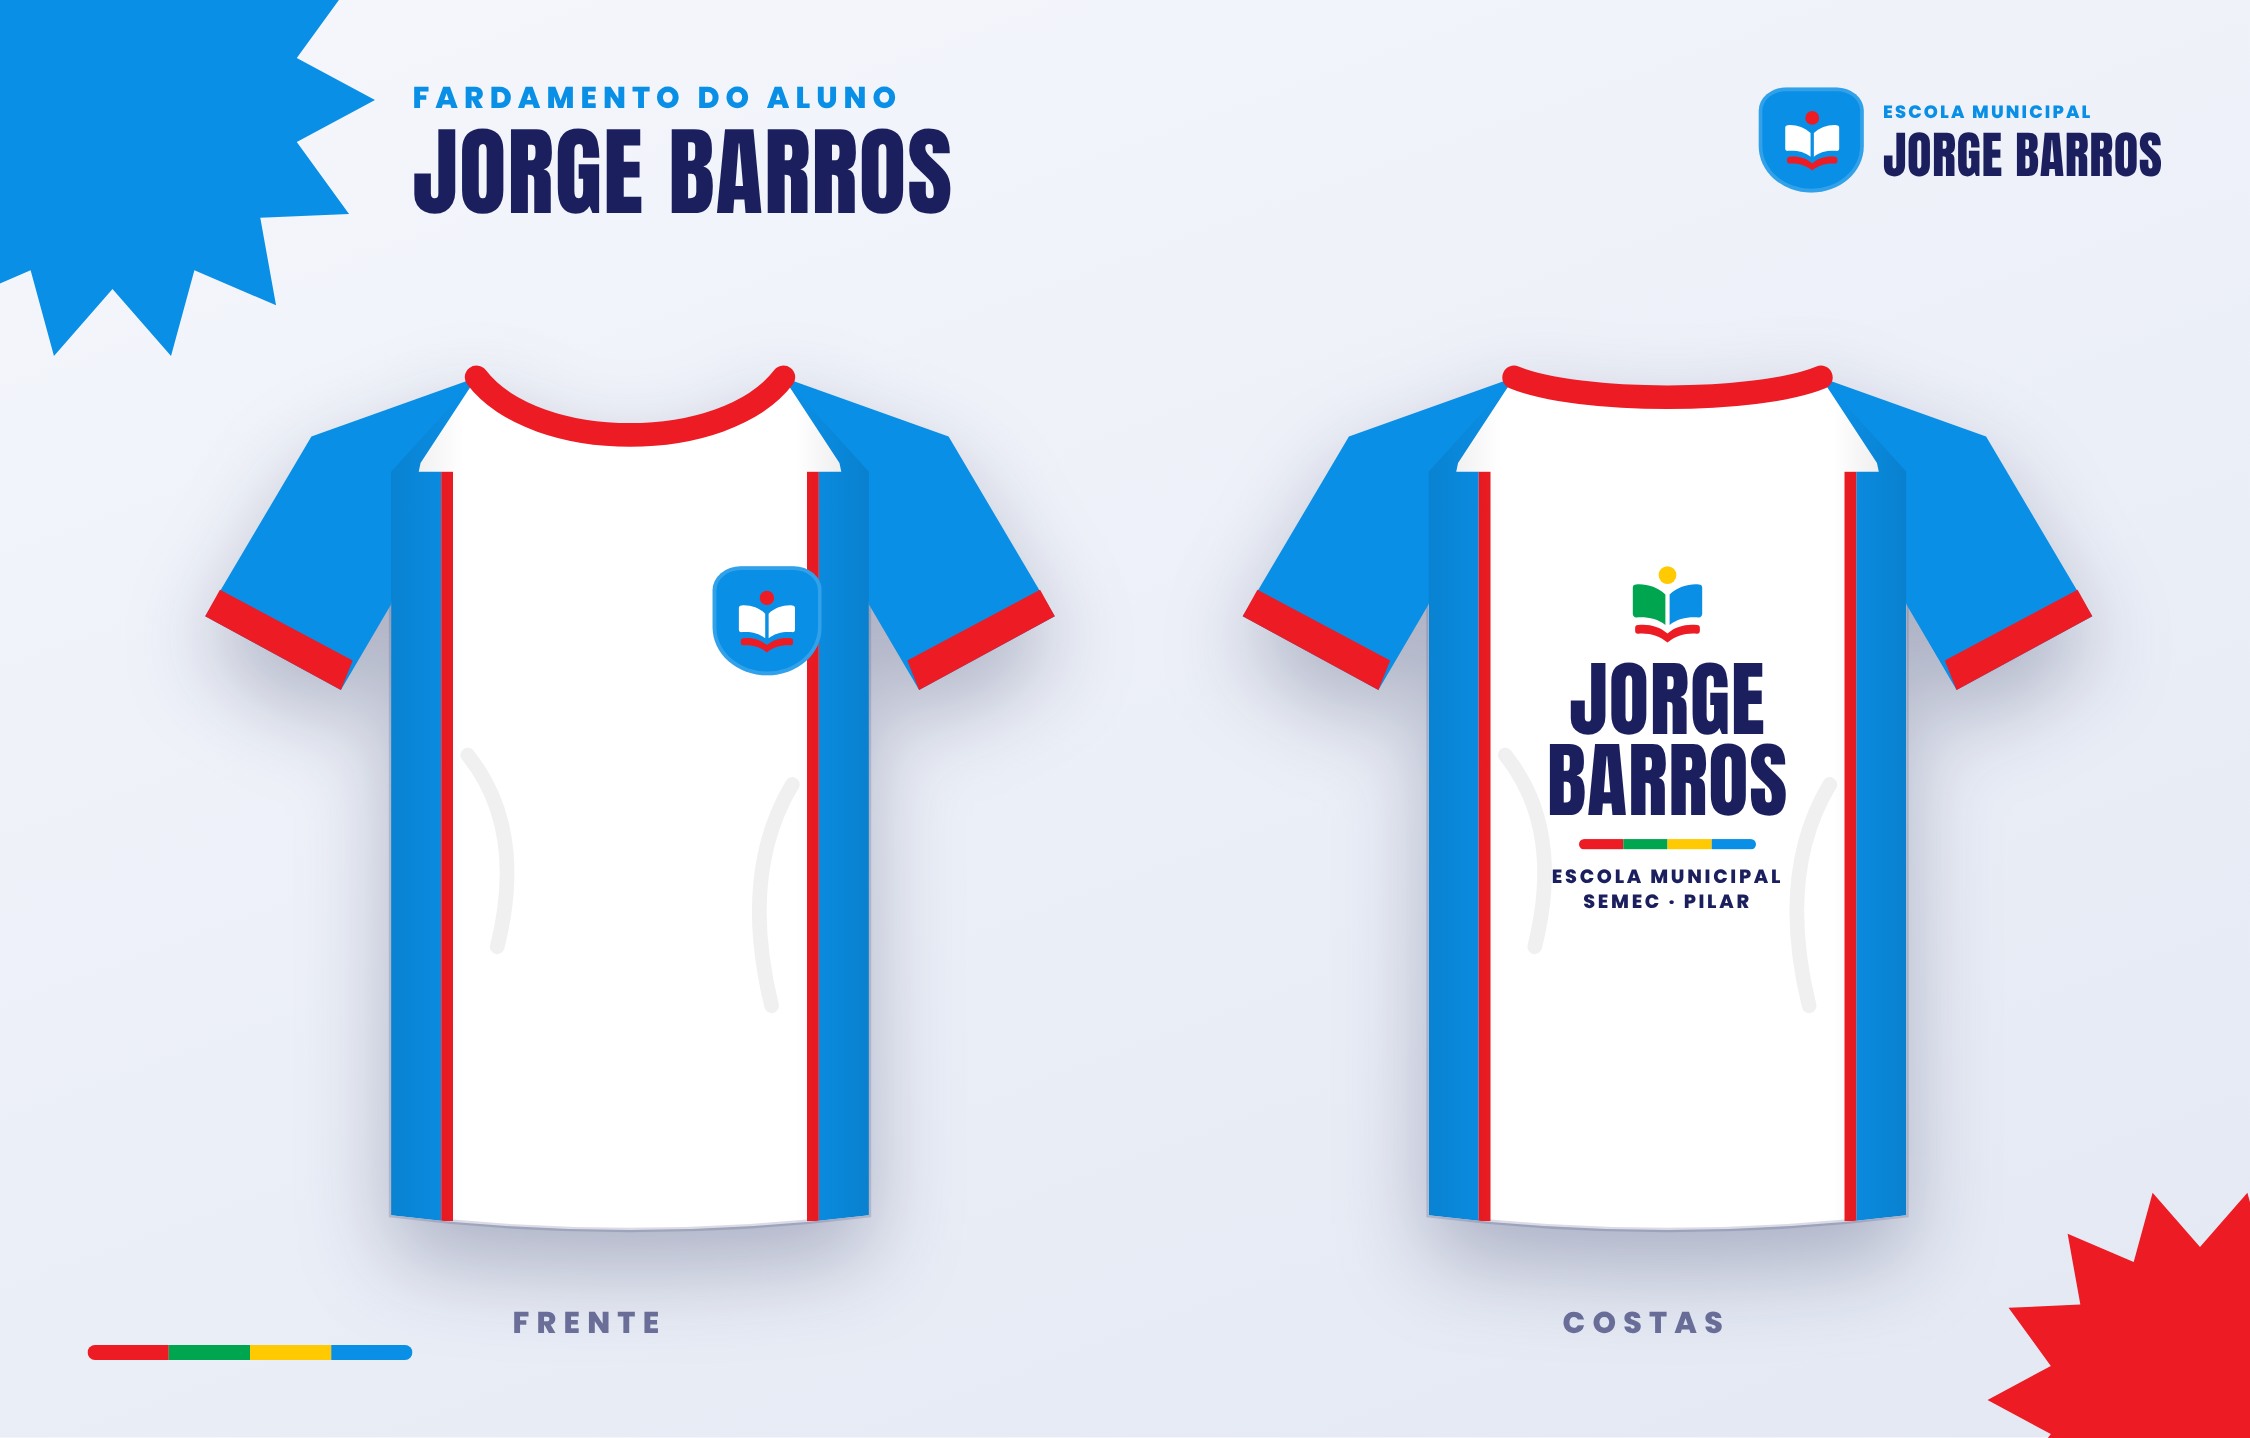 FARDAMENTO DO ALUNO
JORGE BARROS
ESCOLA MUNICIPAL
JORGE BARROS
JORGE
BARROS
ESCOLA MUNICIPAL
SEMEC · PILAR
FRENTE
COSTAS